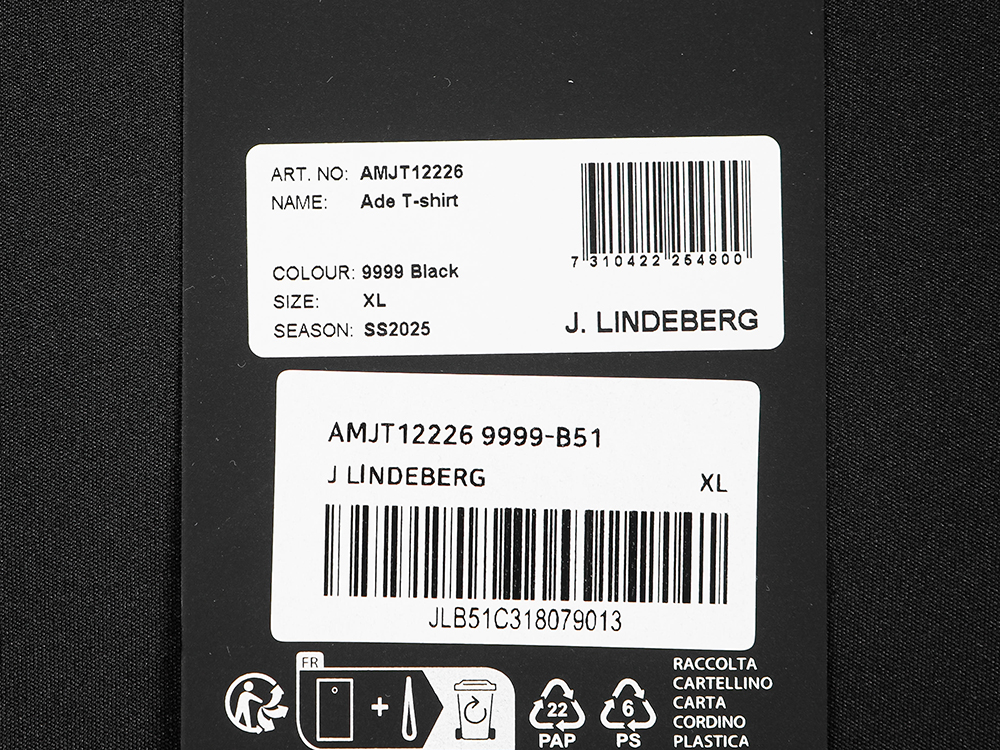 ART. NO: AMJT12226
NAME: Ade T-shirt
COLOUR: 9999 Black
SIZE: XL
SEASON: SS2025
7 310422 254800
J. LINDEBERG
AMJT12226 9999-B51
J LINDEBERG XL
JLB51C318079013
FR
+
22
PAP
6
PS
RACCOLTA
CARTELLINO
CARTA
CORDINO
PLASTICA